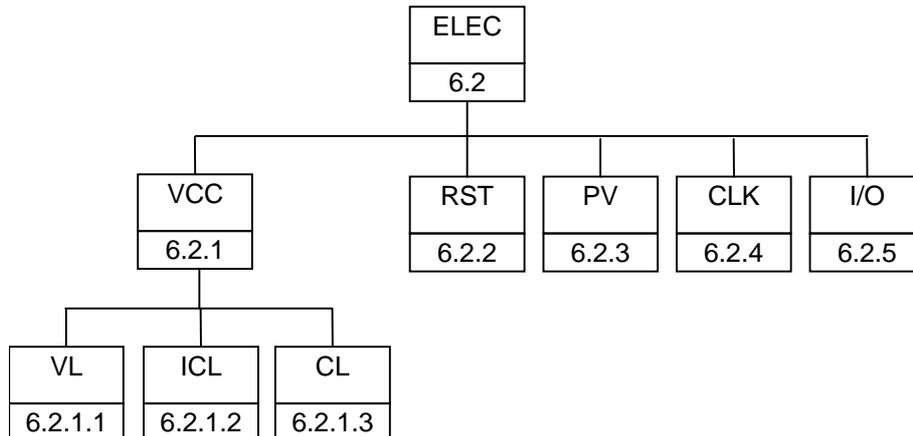 ELEC
6.2
VCC
RST
PV
CLK
I/O
6.2.1
6.2.2
6.2.3
6.2.4
6.2.5
VL
ICL
CL
6.2.1.1
6.2.1.2
6.2.1.3